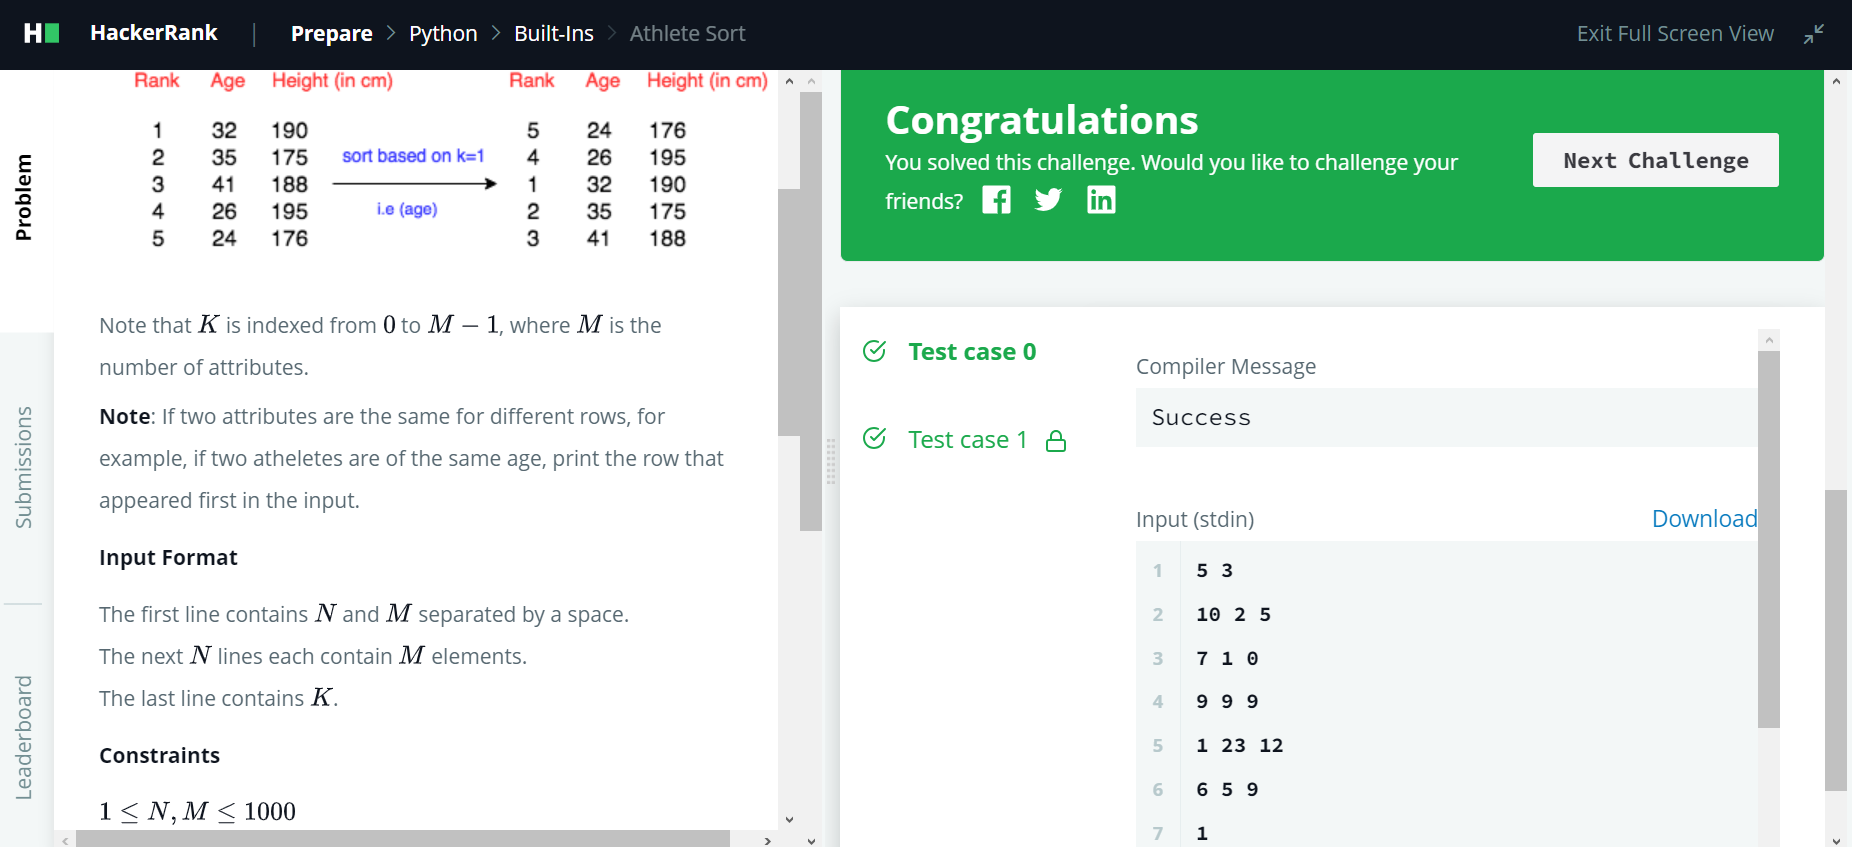 HackerRank | Prepare > Python > Built-Ins > Athlete Sort Exit Full Screen View
Problem
Submissions
Leaderboard
Rank Age Height (in cm) Rank Age Height (in cm)
1 32 190 5 24 176
2 35 175 sort based on k=1 4 26 195
3 41 188 1 32 190
4 26 195 i.e (age) 2 35 175
5 24 176 3 41 188
Note that K is indexed from 0 to M − 1, where M is the
number of attributes.
Note: If two attributes are the same for different rows, for
example, if two atheletes are of the same age, print the row that
appeared first in the input.
Input Format
The first line contains N and M separated by a space.
The next N lines each contain M elements.
The last line contains K.
Constraints
1 ≤ N, M ≤ 1000
Congratulations
You solved this challenge. Would you like to challenge your
friends?
Next Challenge
Test case 0
Test case 1
Compiler Message
Success
Input (stdin) Download
1 5 3
2 10 2 5
3 7 1 0
4 9 9 9
5 1 23 12
6 6 5 9
7 1